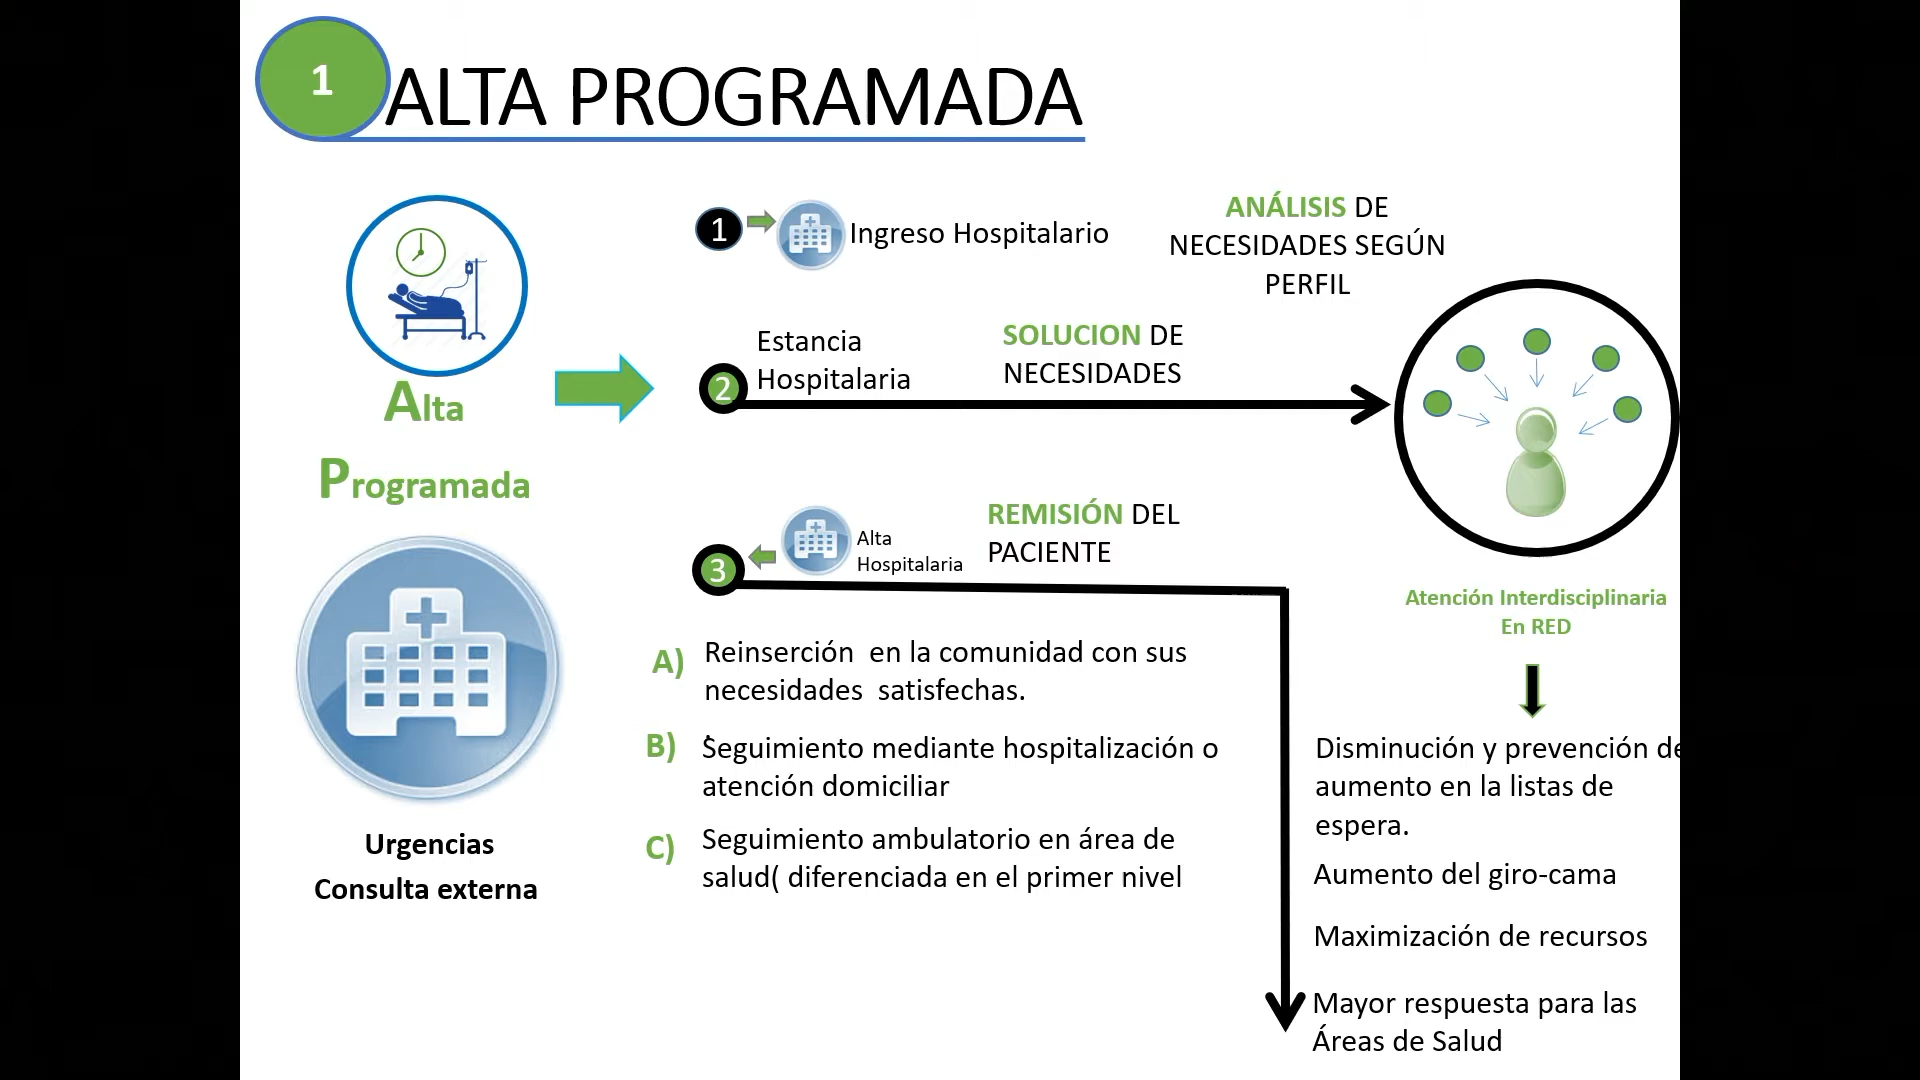 1
ALTA PROGRAMADA
Alta
Programada
Urgencias
Consulta externa
1
Ingreso Hospitalario
ANÁLISIS DE
NECESIDADES SEGÚN
PERFIL
2
Estancia
Hospitalaria
SOLUCION DE
NECESIDADES
3
Alta
Hospitalaria
REMISIÓN DEL
PACIENTE
A)
Reinserción en la comunidad con sus
necesidades satisfechas.
B)
.
Seguimiento mediante hospitalización o
atención domiciliar
C)
Seguimiento ambulatorio en área de
salud( diferenciada en el primer nivel
Atención Interdisciplinaria
En RED
Disminución y prevención de
aumento en la listas de
espera.
Aumento del giro-cama
Maximización de recursos
Mayor respuesta para las
Áreas de Salud